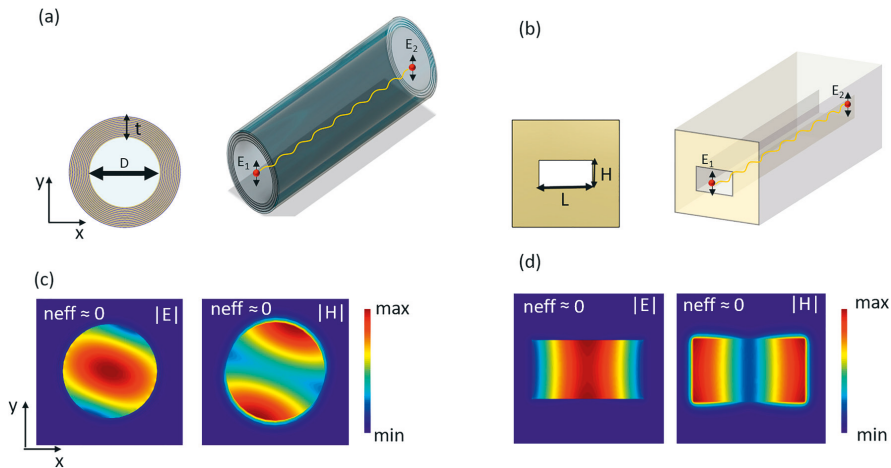 (a)
E₂
t
D
E₁
y
x
(b)
E₂
E₁
H
L
(c)
neff ≈ 0 |E|
neff ≈ 0 |H|
max
min
y
x
(d)
neff ≈ 0 |E|
neff ≈ 0 |H|
max
min